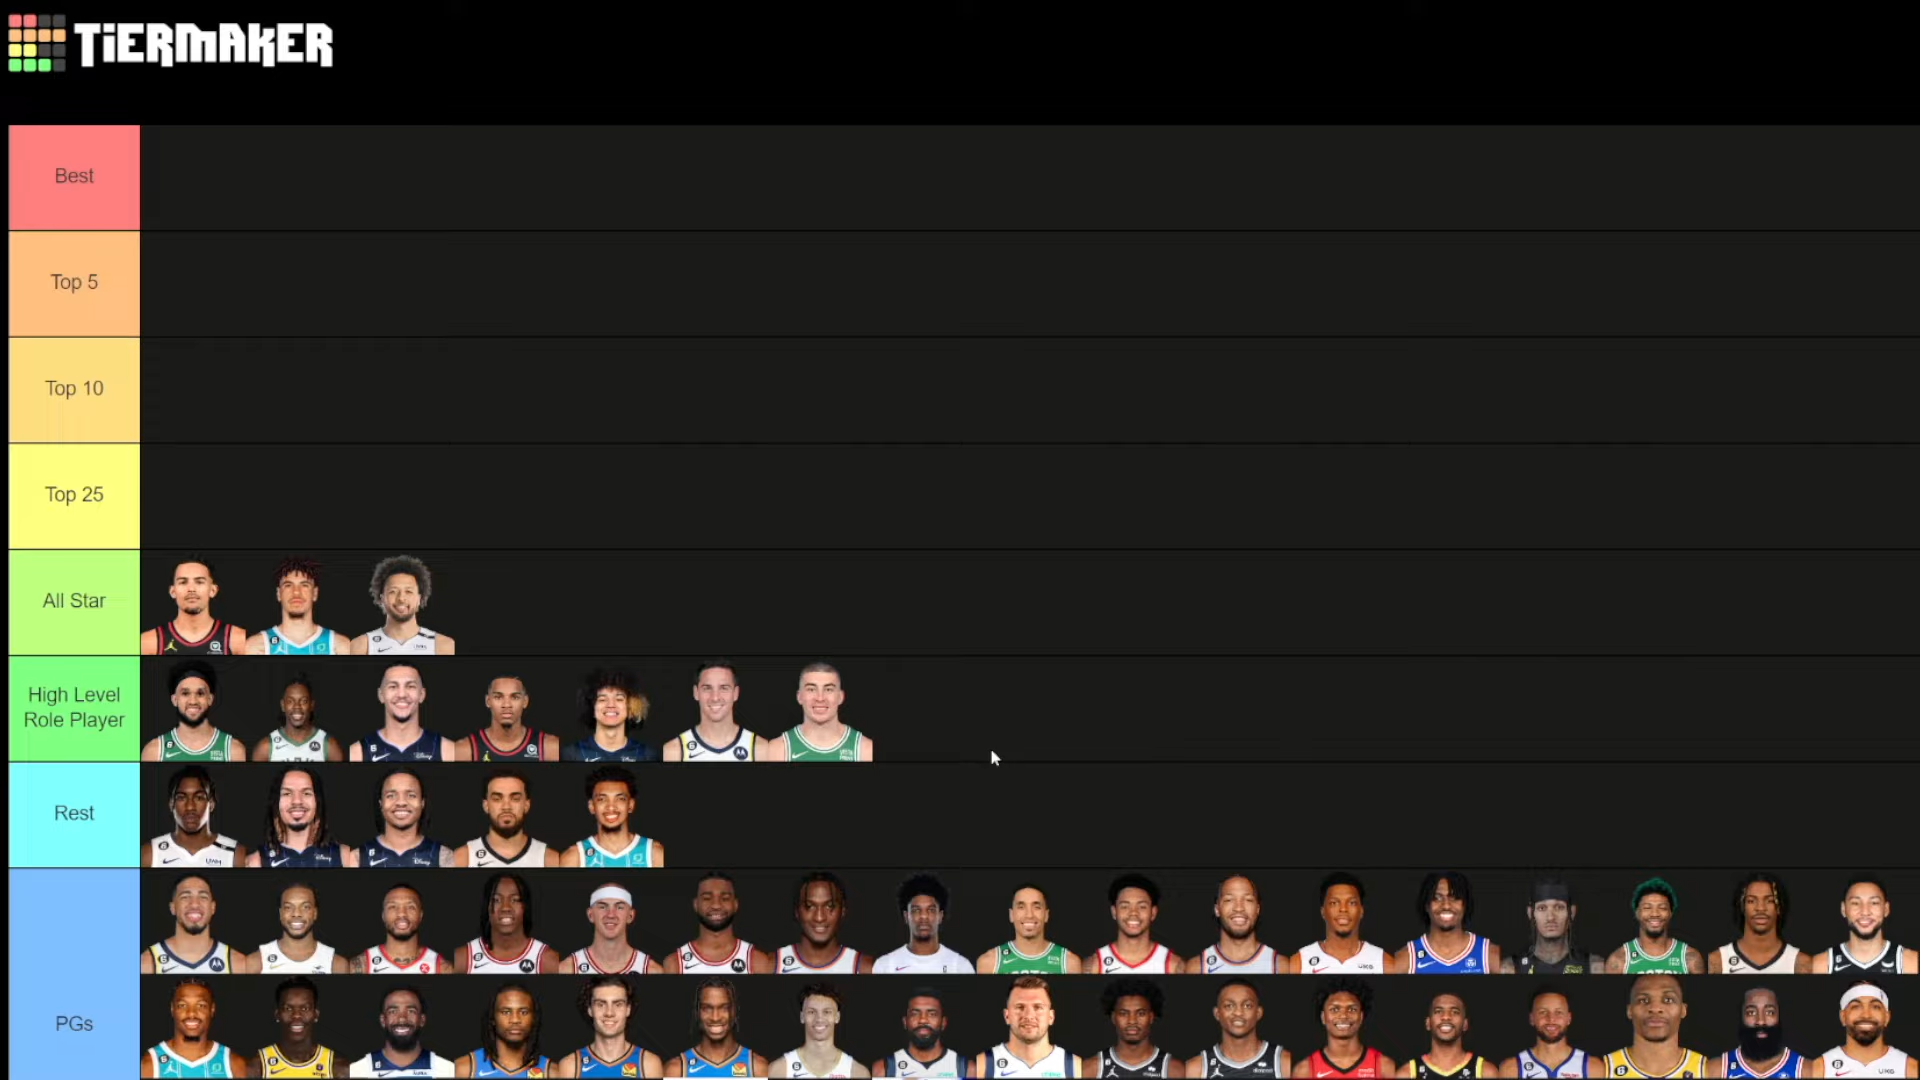 TiERMAKER
Best
Top 5
Top 10
Top 25
All Star
High Level
Role Player
Rest
PGs